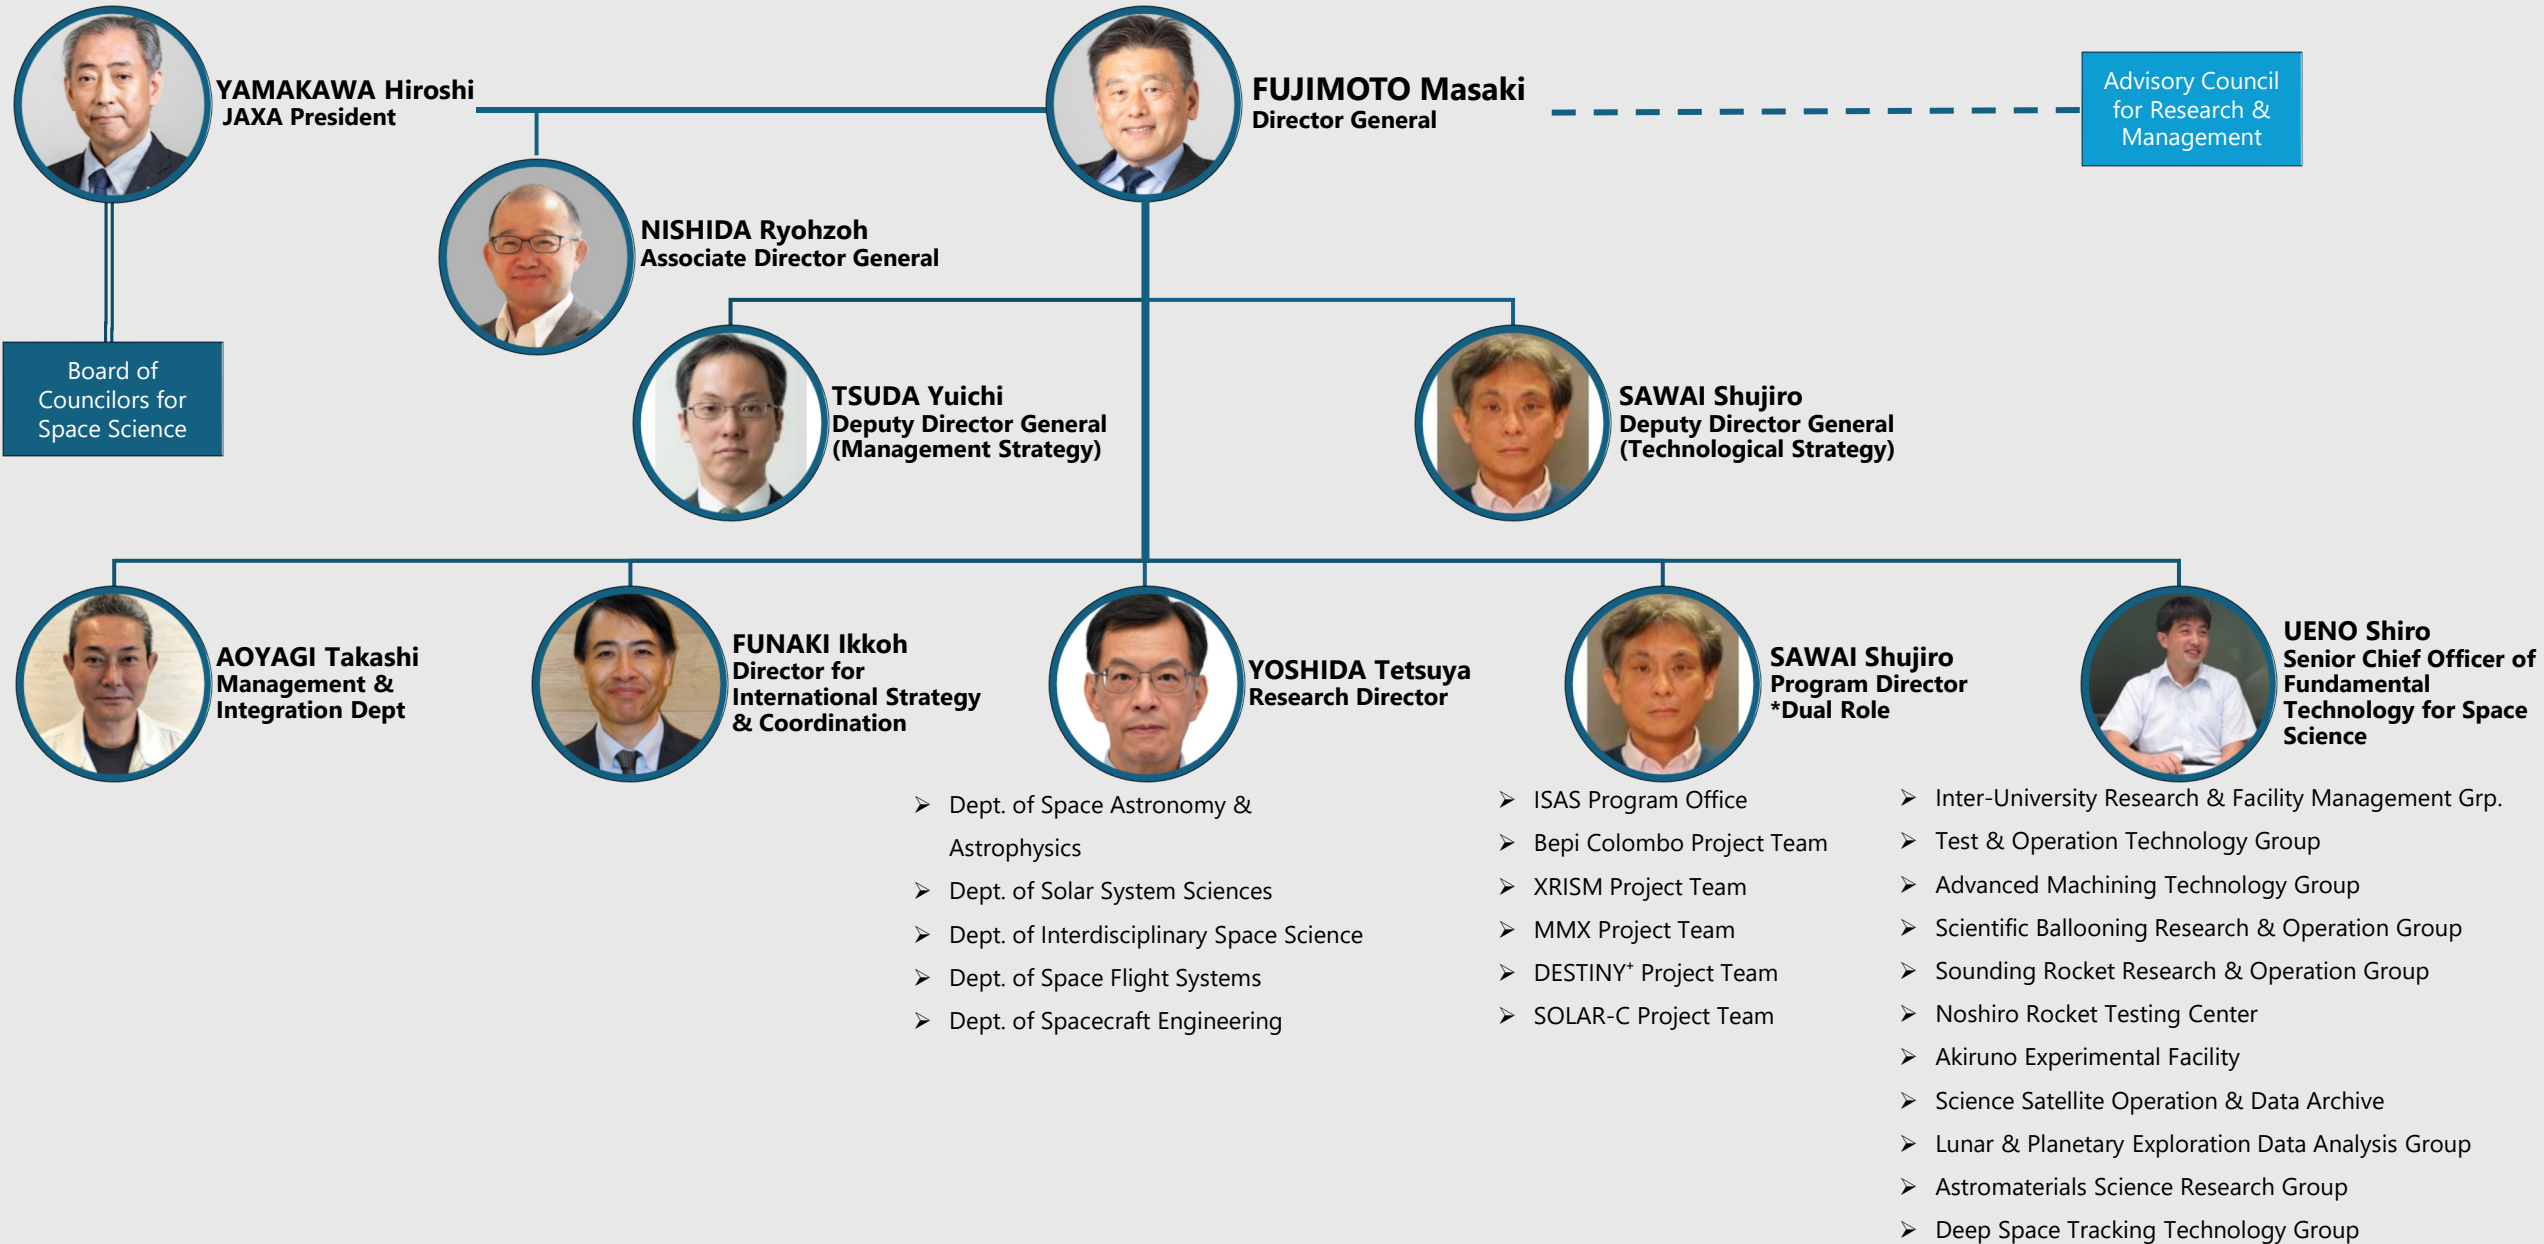 YAMAKAWA Hiroshi
JAXA President
FUJIMOTO Masaki
Director General
Advisory Council
for Research &
Management
NISHIDA Ryohzoh
Associate Director General
Board of
Councilors for
Space Science
TSUDA Yuichi
Deputy Director General
(Management Strategy)
SAWAI Shujiro
Deputy Director General
(Technological Strategy)
AOYAGI Takashi
Management &
Integration Dept
FUNAKI Ikkoh
Director for
International Strategy
& Coordination
YOSHIDA Tetsuya
Research Director
➢ Dept. of Space Astronomy &
Astrophysics
➢ Dept. of Solar System Sciences
➢ Dept. of Interdisciplinary Space Science
➢ Dept. of Space Flight Systems
➢ Dept. of Spacecraft Engineering
SAWAI Shujiro
Program Director
*Dual Role
➢ ISAS Program Office
➢ Bepi Colombo Project Team
➢ XRISM Project Team
➢ MMX Project Team
➢ DESTINY⁺ Project Team
➢ SOLAR-C Project Team
UENO Shiro
Senior Chief Officer of
Fundamental
Technology for Space
Science
➢ Inter-University Research & Facility Management Grp.
➢ Test & Operation Technology Group
➢ Advanced Machining Technology Group
➢ Scientific Ballooning Research & Operation Group
➢ Sounding Rocket Research & Operation Group
➢ Noshiro Rocket Testing Center
➢ Akiruno Experimental Facility
➢ Science Satellite Operation & Data Archive
➢ Lunar & Planetary Exploration Data Analysis Group
➢ Astromaterials Science Research Group
➢ Deep Space Tracking Technology Group